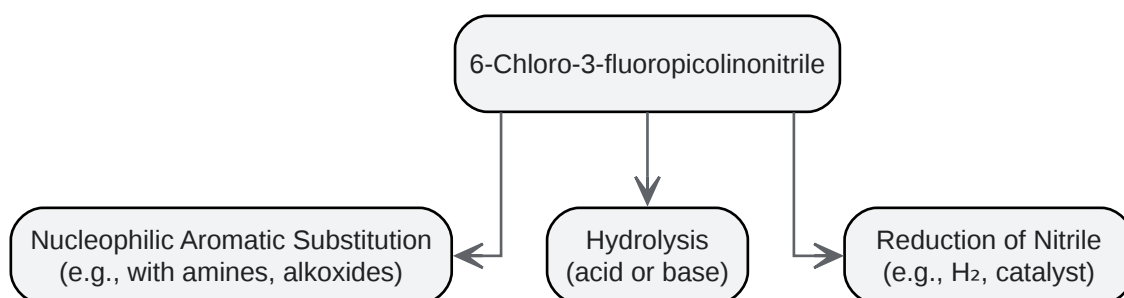 6-Chloro-3-fluoropicolinonitrile
Nucleophilic Aromatic Substitution
(e.g., with amines, alkoxides)
Hydrolysis
(acid or base)
Reduction of Nitrile
(e.g., H₂, catalyst)